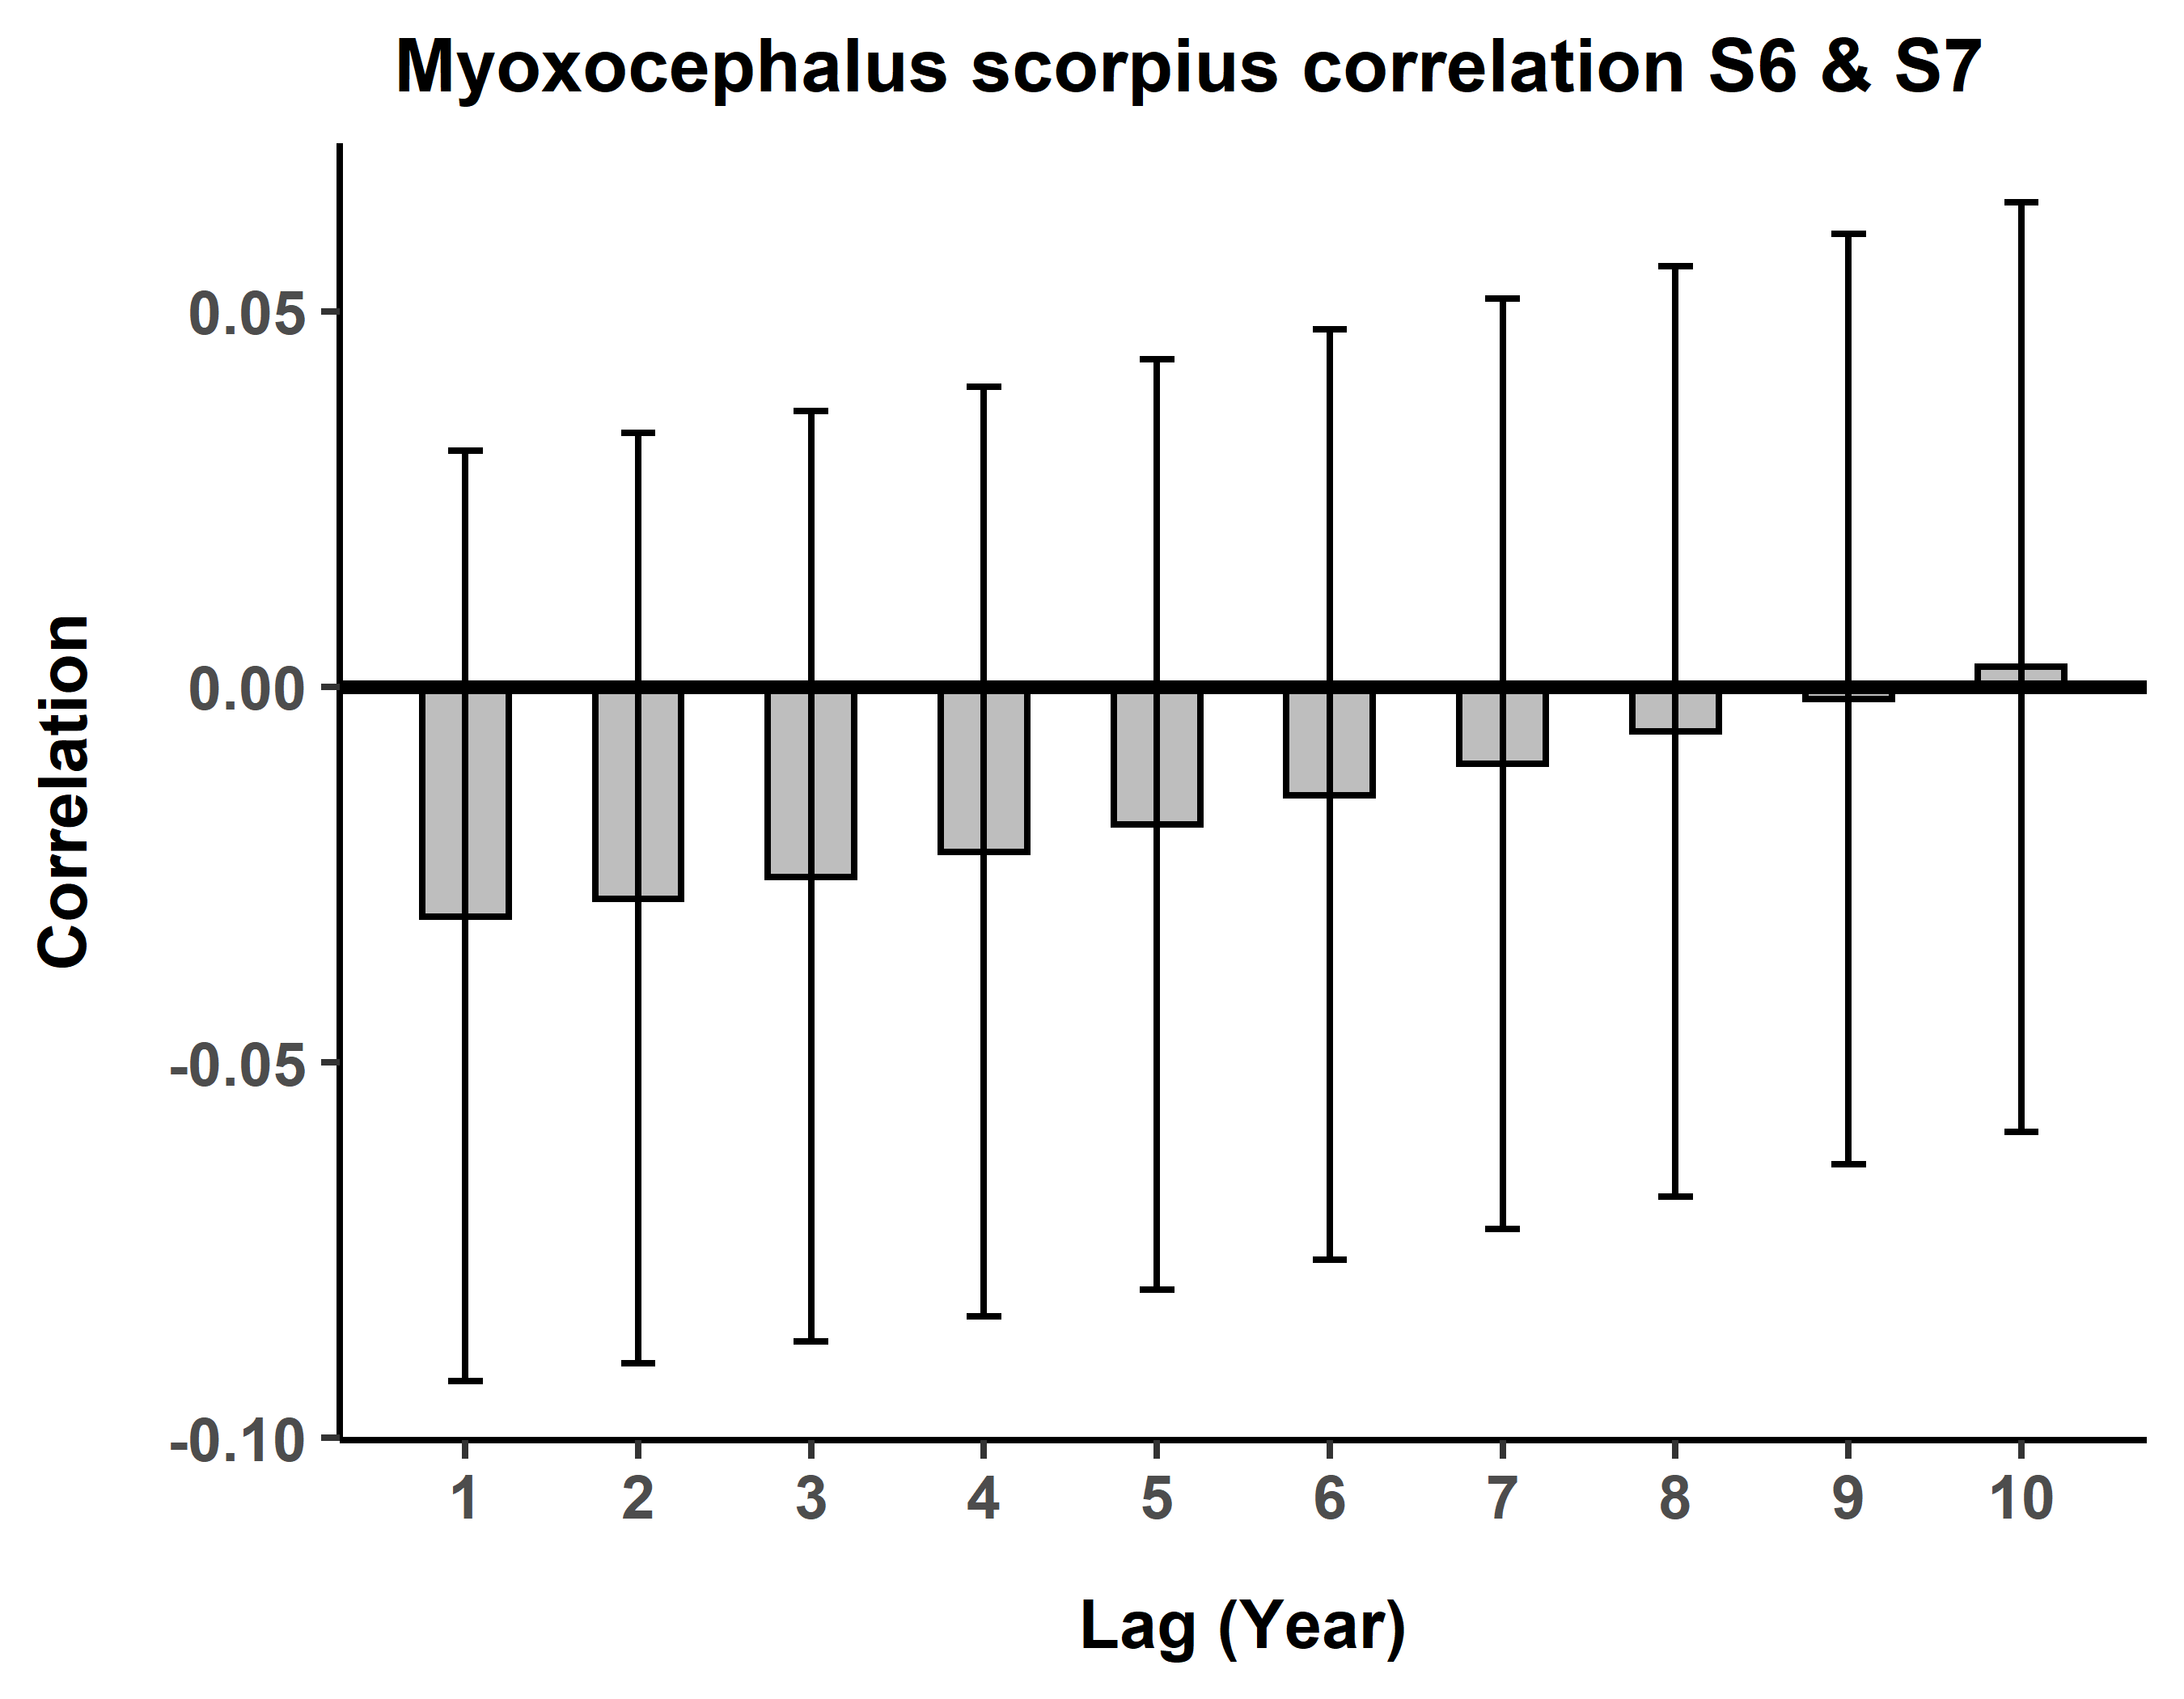 Myoxocephalus scorpius correlation S6 & S7
Correlation
0.05
0.00
-0.05
-0.10
1 2 3 4 5 6 7 8 9 10
Lag (Year)